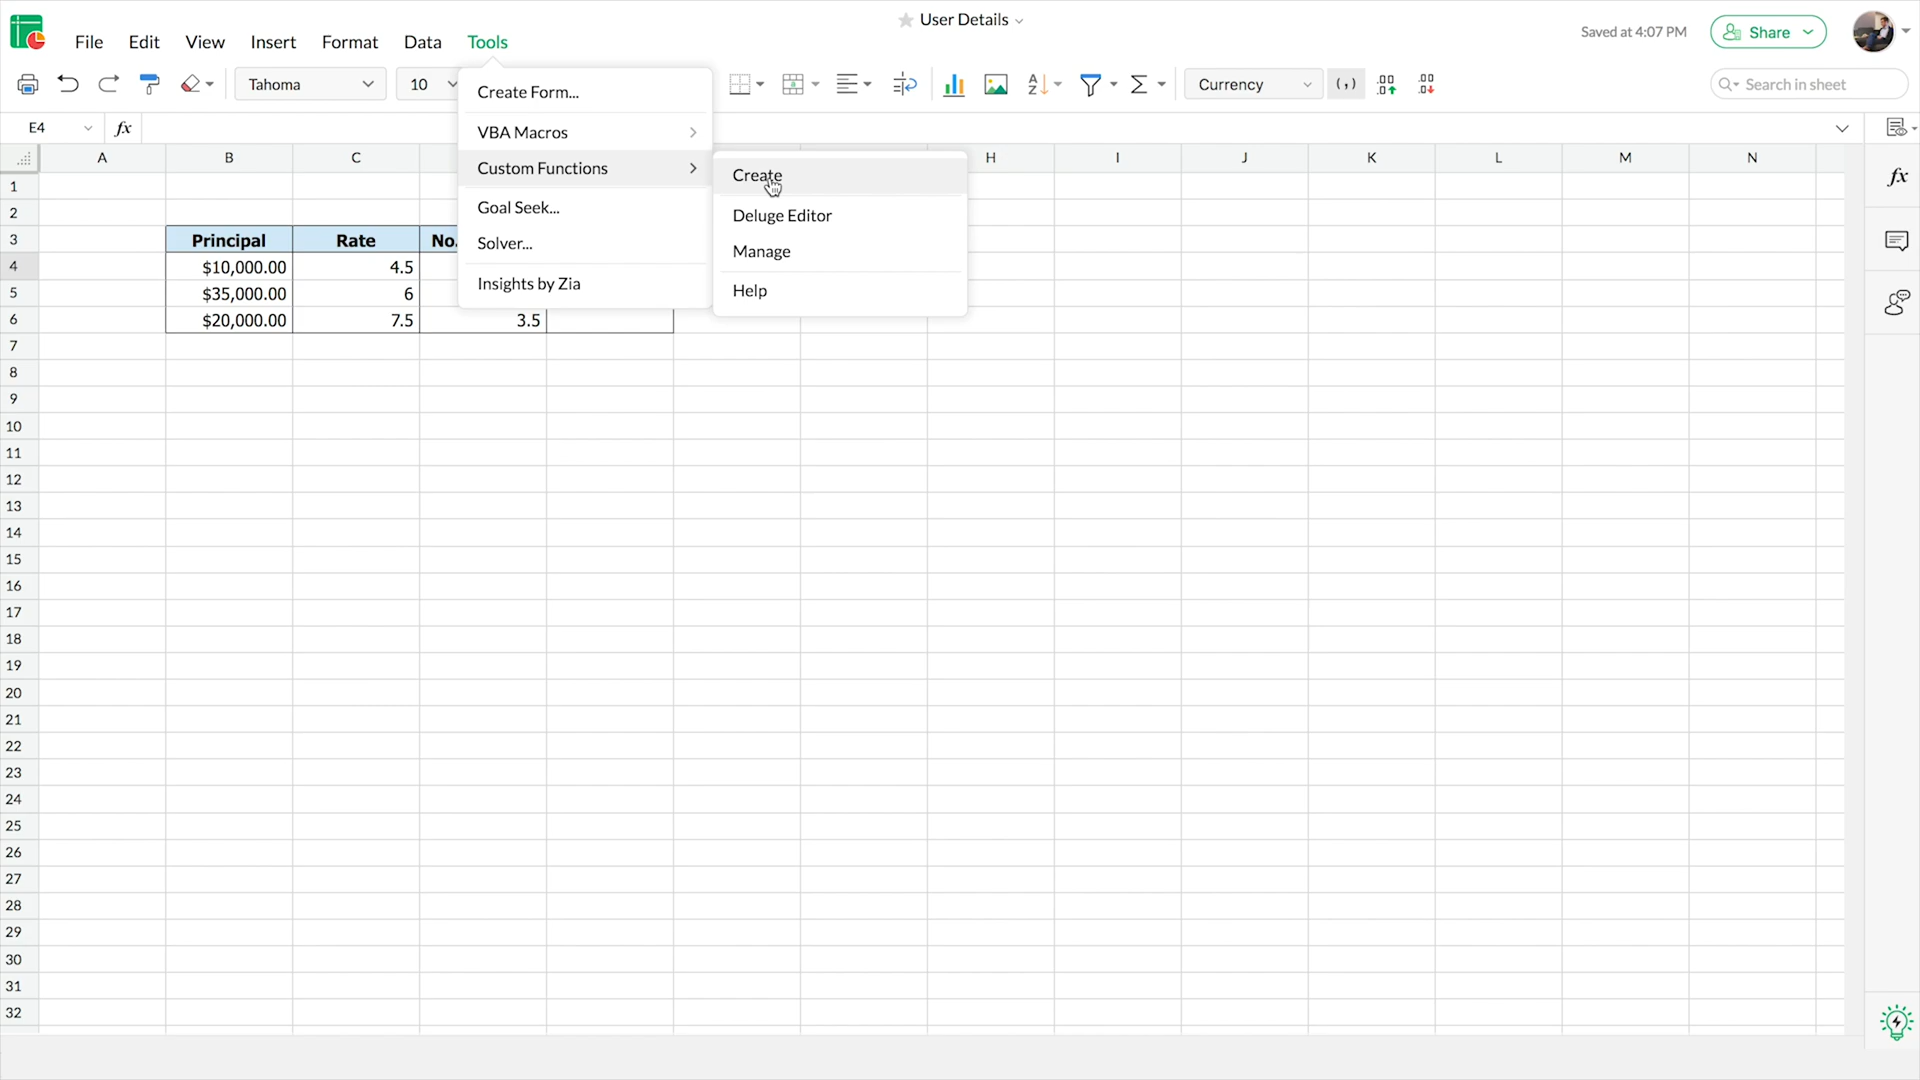 User Details
Saved at 4:07 PM
Share
File Edit View Insert Format Data Tools
Tahoma 10 Currency Search in sheet
E4 fx
Create Form...
VBA Macros
Custom Functions
Goal Seek...
Solver...
Insights by Zia
Create
Deluge Editor
Manage
Help
A B C H I J K L M N
1
2
3 Principal Rate No.
4 $10,000.00 4.5
5 $35,000.00 6
6 $20,000.00 7.5 3.5
7
8
9
10
11
12
13
14
15
16
17
18
19
20
21
22
23
24
25
26
27
28
29
30
31
32
fx